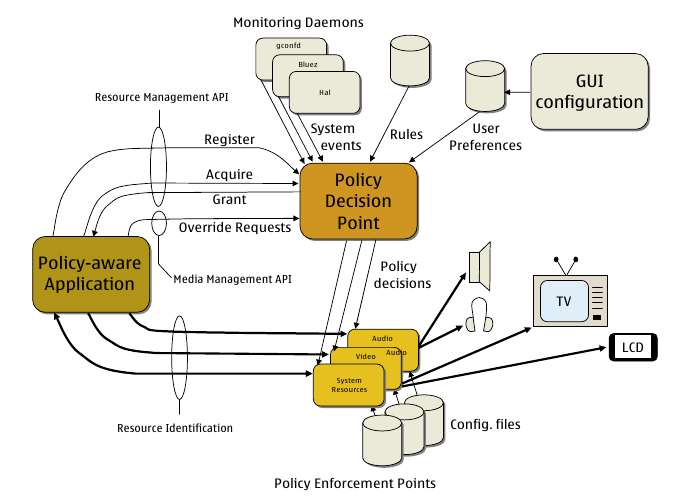 Monitoring Daemons
gconfd
Bluez
Hal
GUI
configuration
Resource Management API
System
events
Rules
User
Preferences
Register
Acquire
Grant
Override Requests
Policy
Decision
Point
Policy-aware
Application
Media Management API
Policy
decisions
TV
LCD
Audio
Video
Audio
System
Resources
Resource Identification
Config. files
Policy Enforcement Points